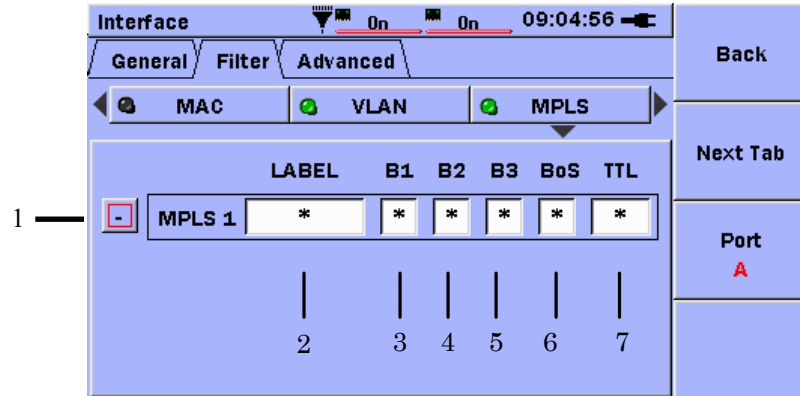 Interface 0n 0n 09:04:56
General Filter Advanced
Back
MAC VLAN MPLS
Next Tab
LABEL B1 B2 B3 BoS TTL
1 - MPLS 1 * * * * * *
Port
A
2 3 4 5 6 7